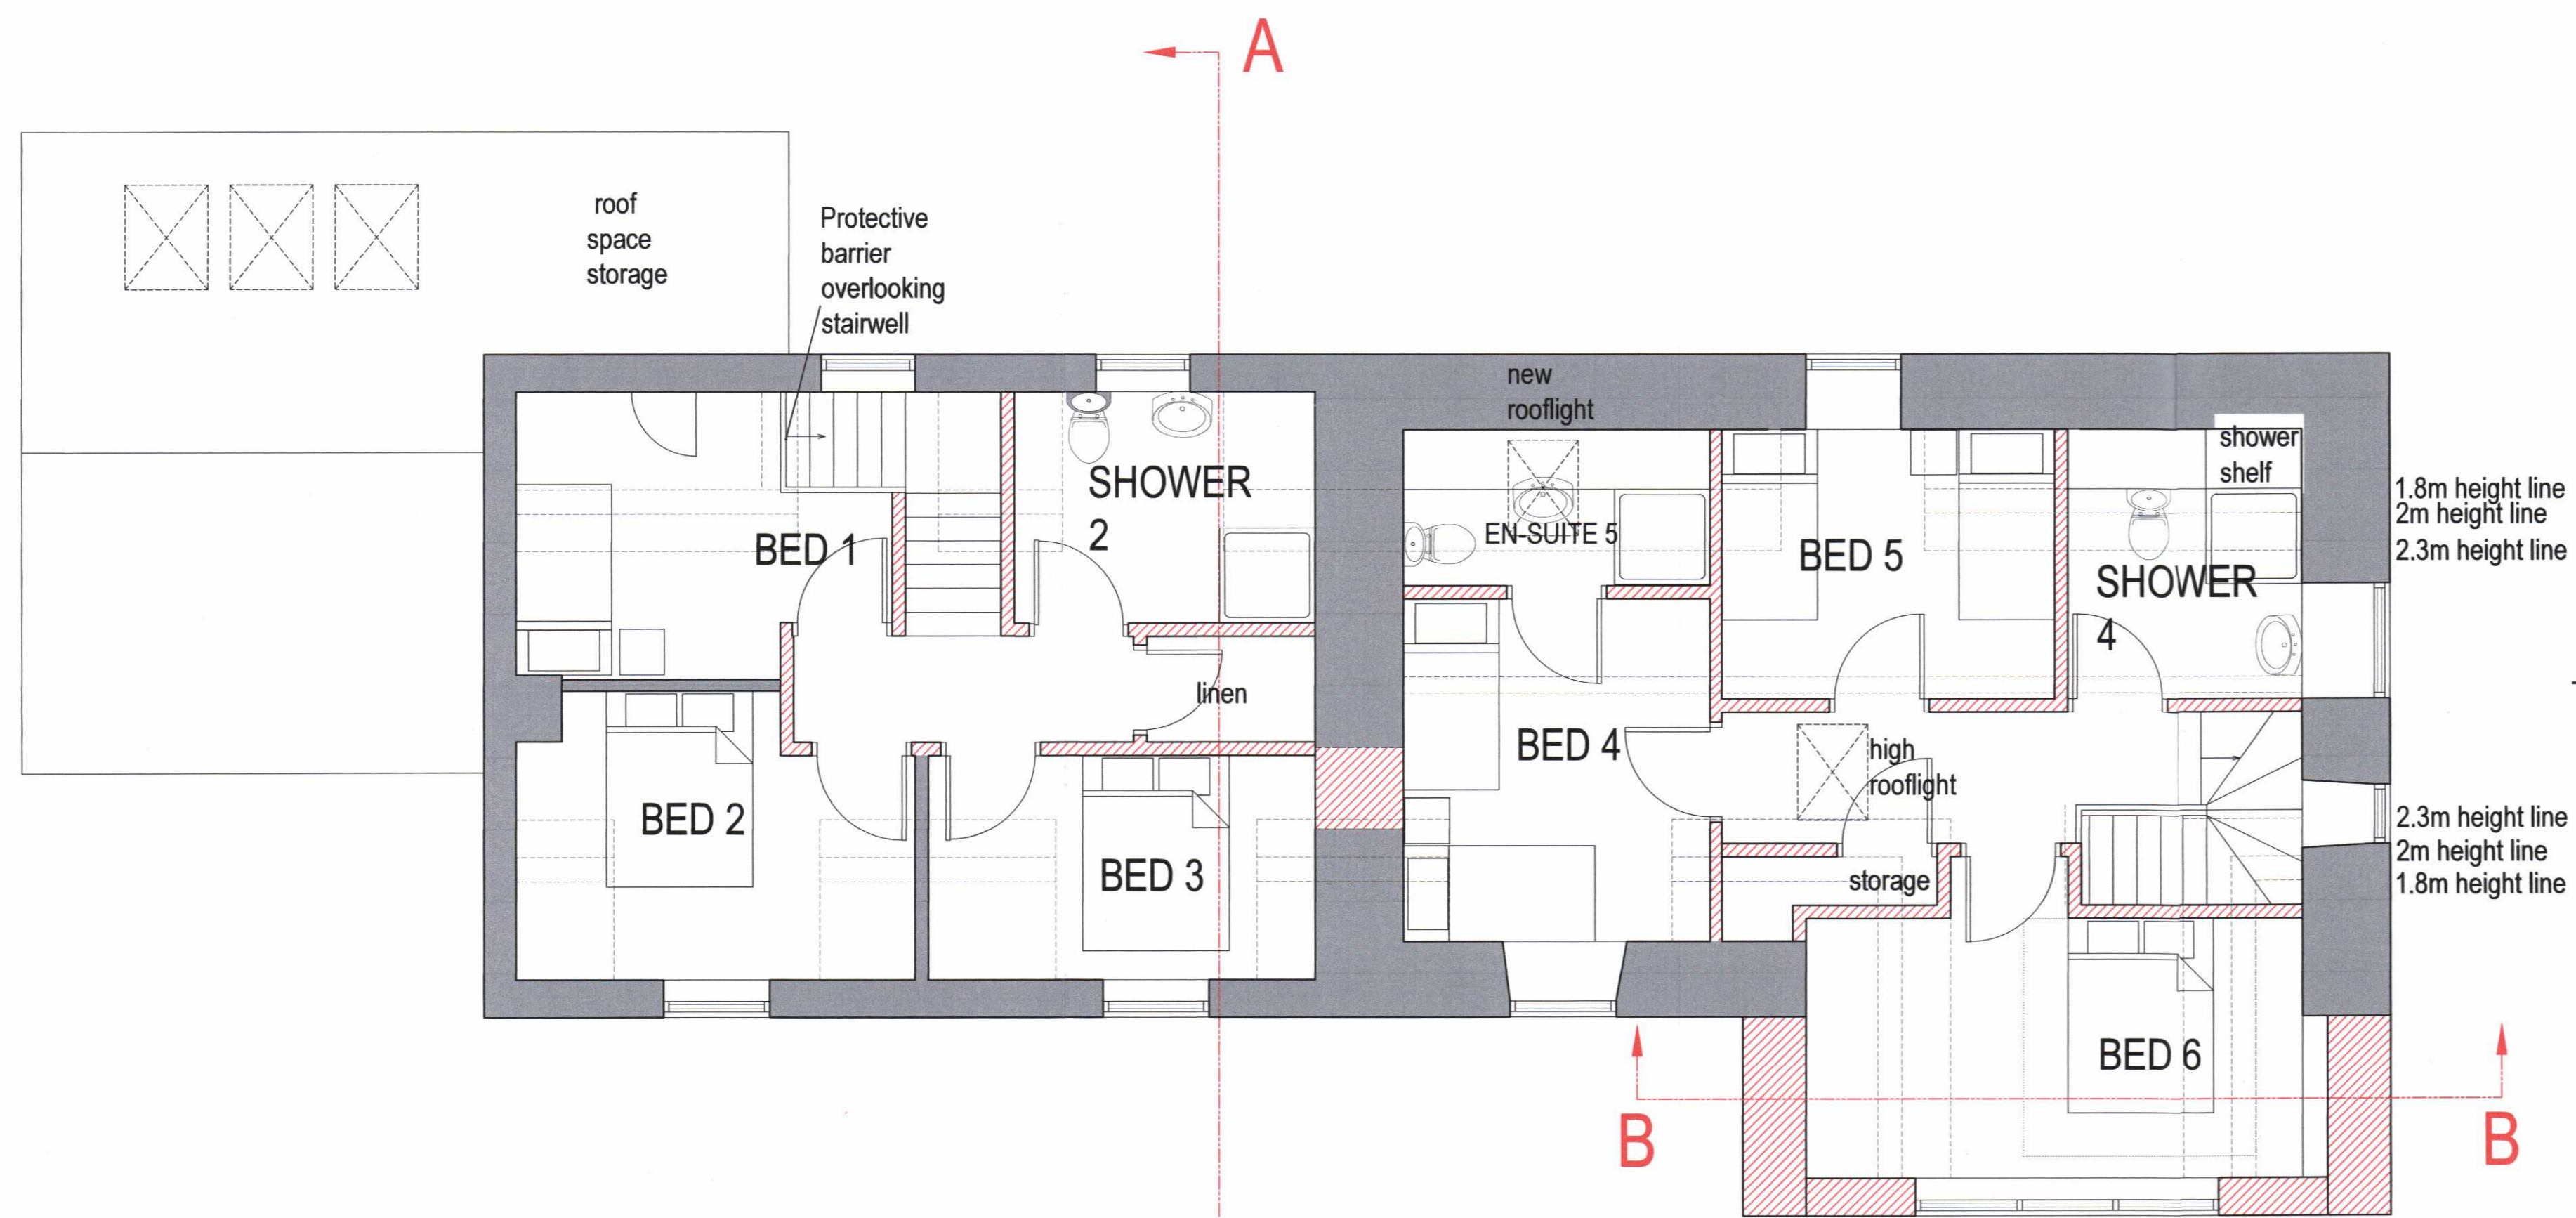 A
roof
space
storage
Protective
barrier
overlooking
stairwell
new
rooflight
shower
shelf
SHOWER
2
BED 1
EN-SUITE 5
BED 5
SHOWER
4
1.8m height line
2m height line
2.3m height line
linen
BED 4
high
rooflight
BED 2
BED 3
storage
2.3m height line
2m height line
1.8m height line
BED 6
B
B